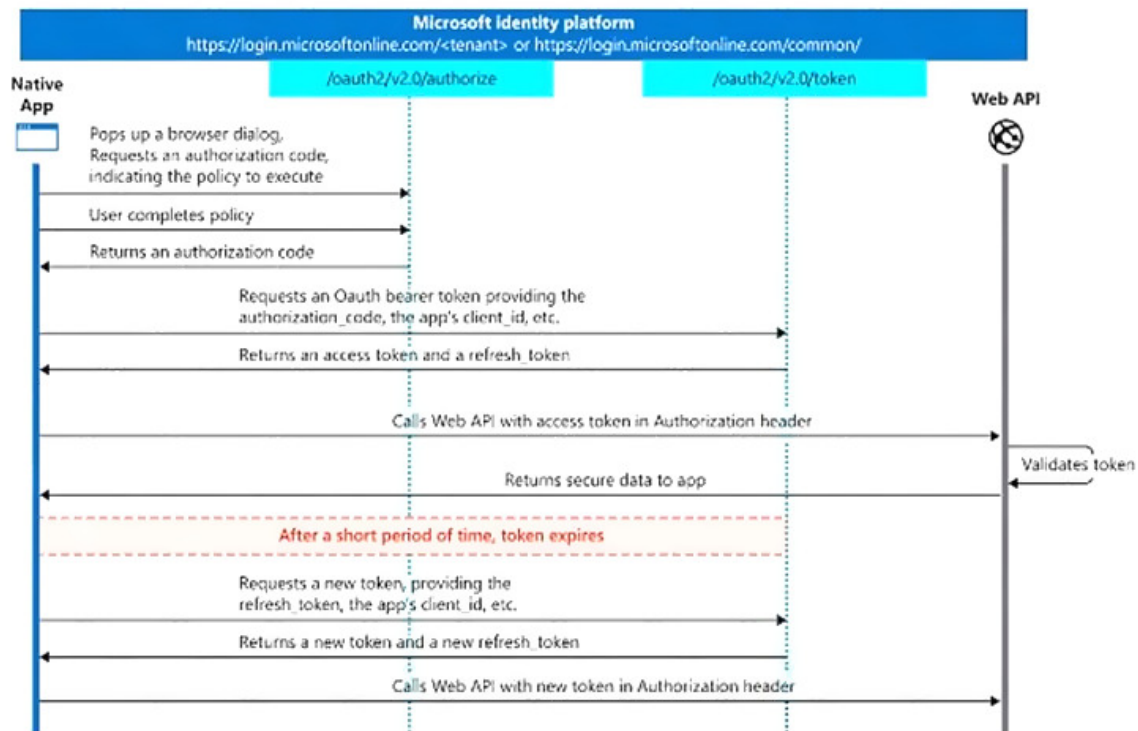 Microsoft identity platform
https://login.microsoftonline.com/<tenant> or https://login.microsoftonline.com/common/
/oauth2/v2.0/authorize
/oauth2/v2.0/token
Native
App
Web API
Pops up a browser dialog,
Requests an authorization code,
indicating the policy to execute
User completes policy
Returns an authorization code
Requests an Oauth bearer token providing the
authorization_code, the app's client_id, etc.
Returns an access token and a refresh_token
Calls Web API with access token in Authorization header
Validates token
Returns secure data to app
After a short period of time, token expires
Requests a new token, providing the
refresh_token, the app's client_id, etc.
Returns a new token and a new refresh_token
Calls Web API with new token in Authorization header